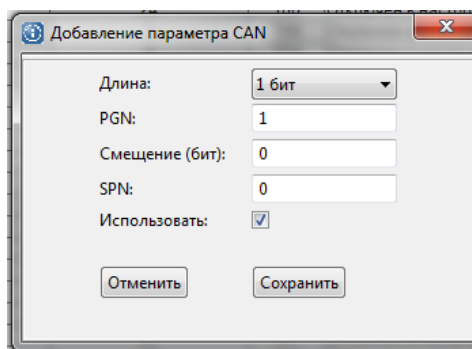 Добавление параметра CAN
Длина: 1 бит
PGN: 1
Смещение (бит): 0
SPN: 0
Использовать:
Отменить Сохранить